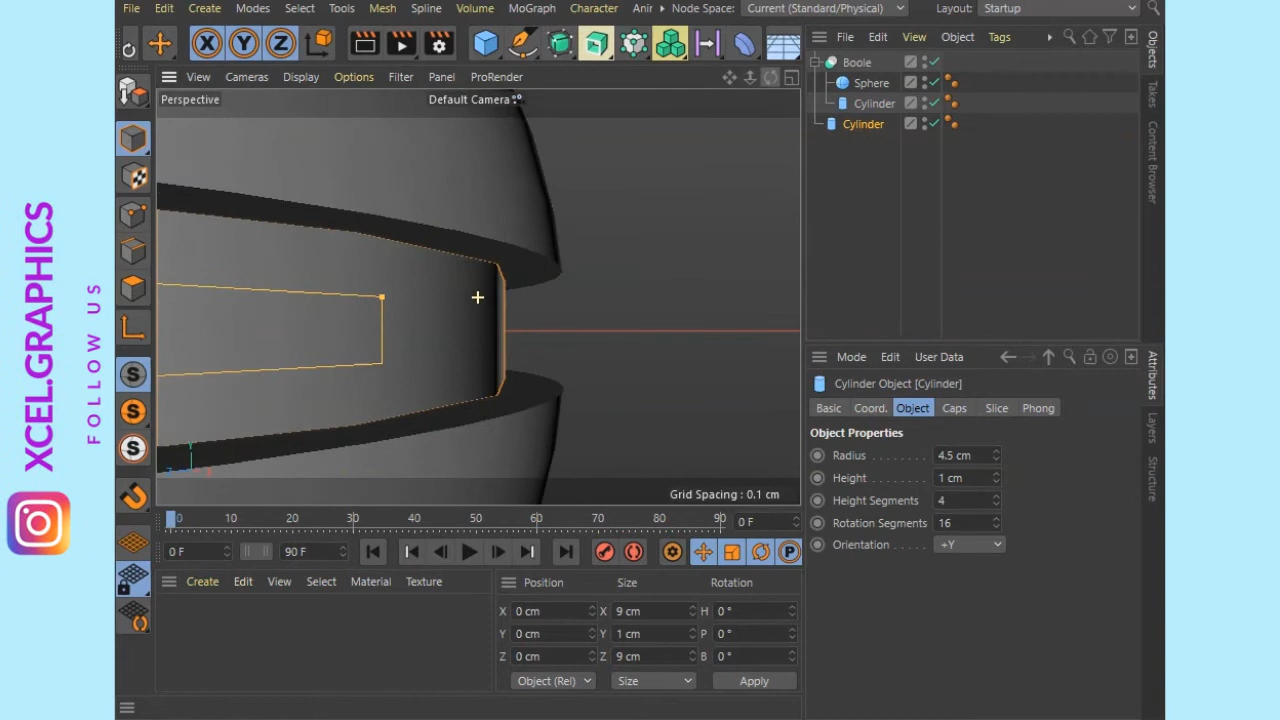 File Edit Create Modes Select Tools Mesh Spline Volume MoGraph Character Ani Node Space: Current (Standard/Physical) Layout: Startup
X Y Z File Edit View Object Tags
View Cameras Display Options Filter Panel ProRender
Perspective Default Camera
Boole
Sphere
Cylinder
Cylinder
Objects
Takes
Content Browser
XCEL.GRAPHICS
FOLLOW US
S
S
S
Y
Mode Edit User Data
Cylinder Object [Cylinder]
Basic Coord. Object Caps Slice Phong
Object Properties
Radius 4.5 cm
Height 1 cm
Height Segments 4
Rotation Segments 16
Orientation +Y
Attributes
Layers
Structure
Grid Spacing : 0.1 cm
0 10 20 30 40 50 60 70 80 90 0 F
0 F 90 F P
Create Edit View Select Material Texture
Position Size Rotation
X 0 cm X 9 cm H 0 °
Y 0 cm Y 1 cm P 0 °
Z 0 cm Z 9 cm B 0 °
Object (Rel) Size Apply